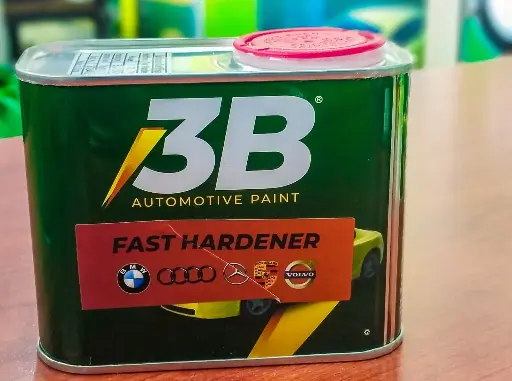 3B®
AUTOMOTIVE PAINT
FAST HARDENER
BMW
VOLVO